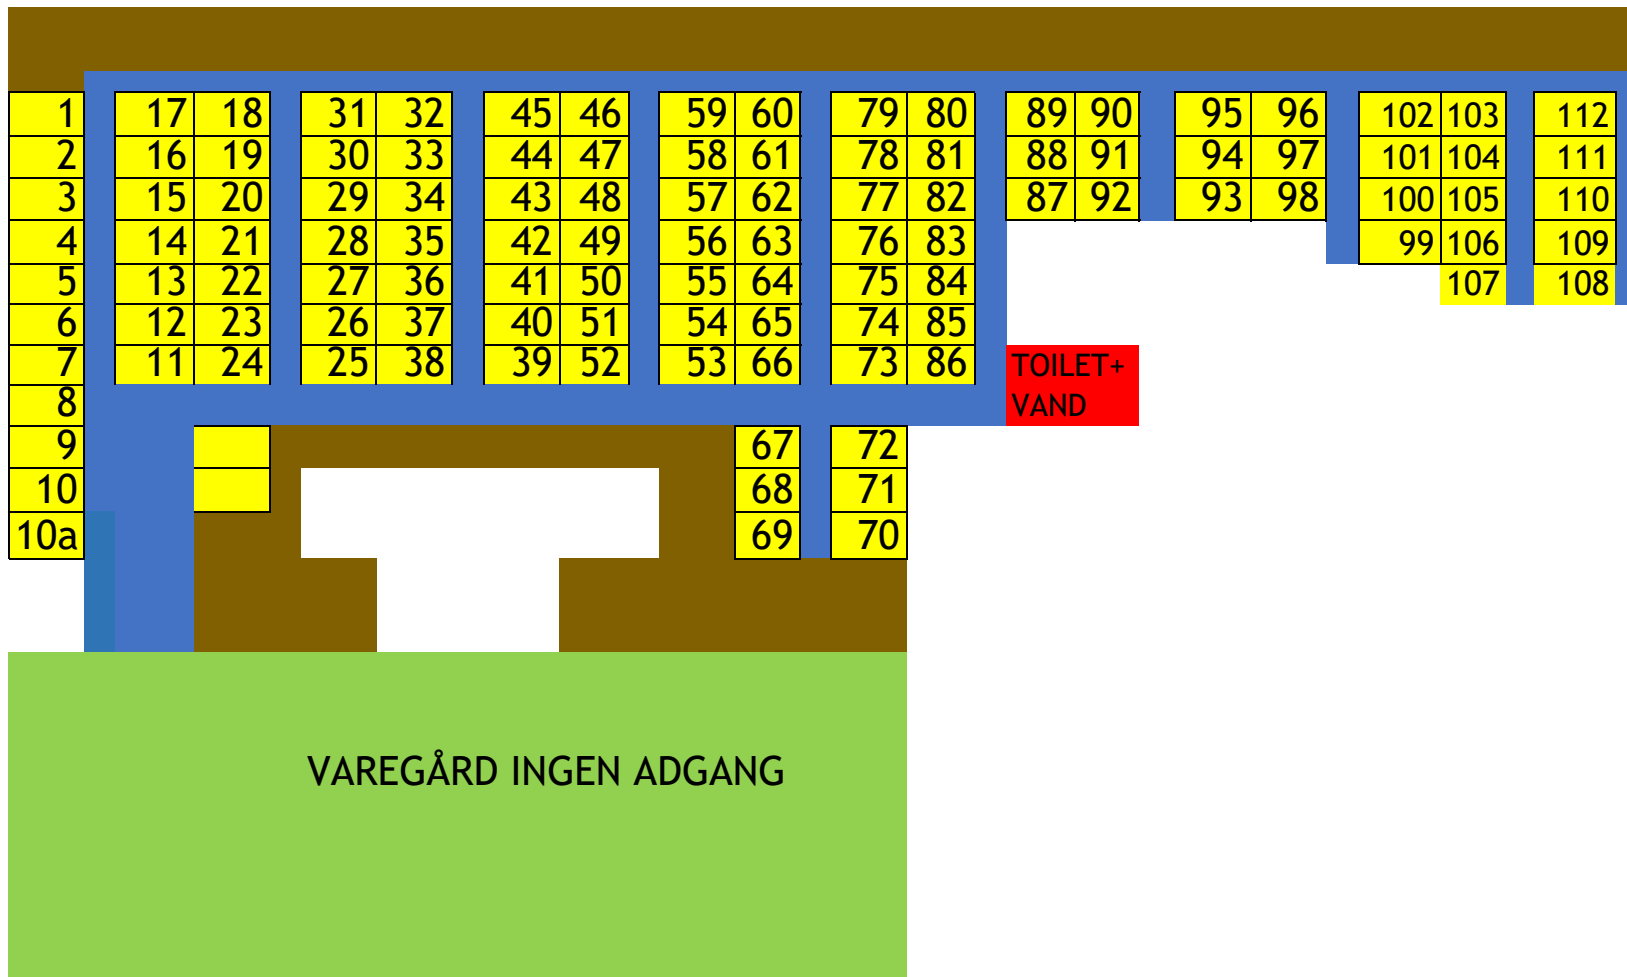 1 17 18 31 32 45 46 59 60 79 80 89 90 95 96 102 103 112
2 16 19 30 33 44 47 58 61 78 81 88 91 94 97 101 104 111
3 15 20 29 34 43 48 57 62 77 82 87 92 93 98 100 105 110
4 14 21 28 35 42 49 56 63 76 83 99 106 109
5 13 22 27 36 41 50 55 64 75 84 107 108
6 12 23 26 37 40 51 54 65 74 85
7 11 24 25 38 39 52 53 66 73 86 TOILET+
8 VAND
9 67 72
10 68 71
10a 69 70
VAREGÅRD INGEN ADGANG